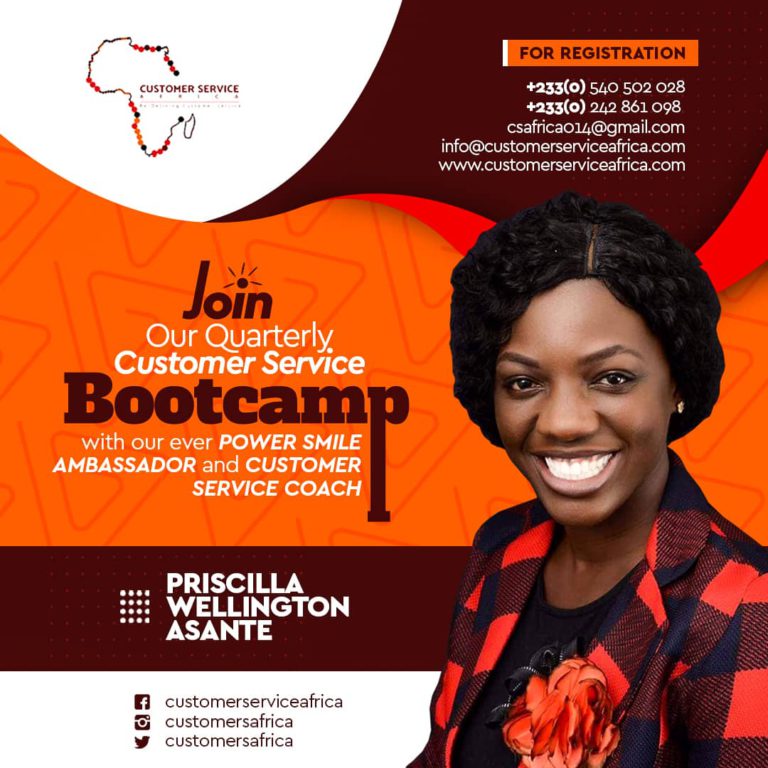 CUSTOMER SERVICE
AFRICA
FOR REGISTRATION
+233(0) 540 502 028
+233(0) 242 861 098
csafrica014@gmail.com
info@customerserviceafrica.com
www.customerserviceafrica.com
Join
Our Quarterly
Customer Service
Bootcamp
with our ever POWER SMILE
AMBASSADOR and CUSTOMER
SERVICE COACH
PRISCILLA
WELLINGTON
ASANTE
customerserviceafrica
customersafrica
customersafrica